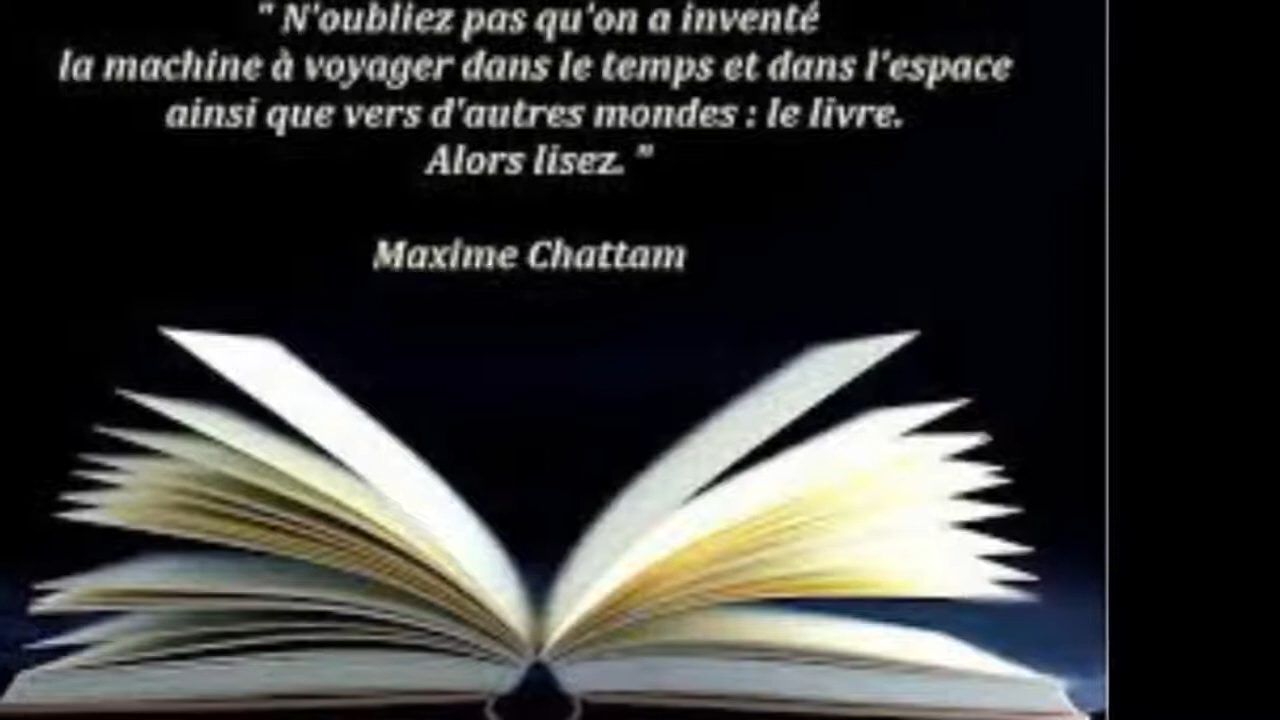 " N'oubliez pas qu'on a inventé
la machine à voyager dans le temps et dans l'espace
ainsi que vers d'autres mondes : le livre.
Alors lisez. "
Maxime Chattam